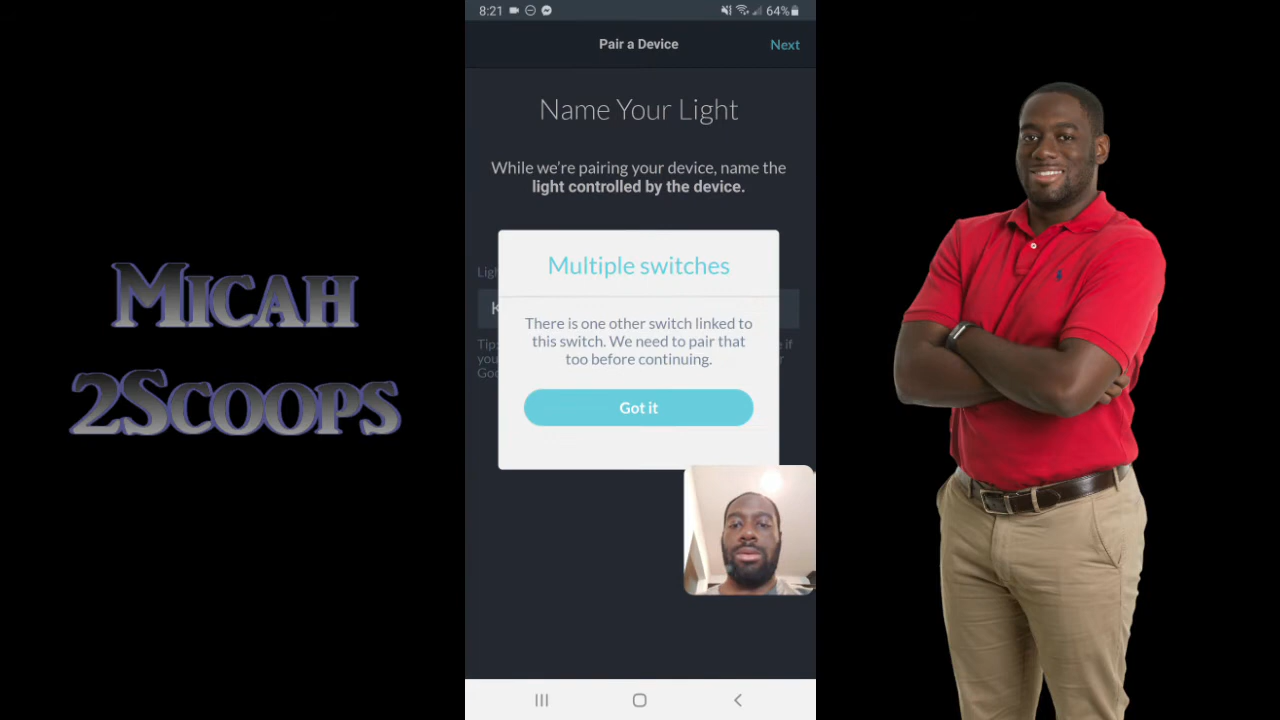 8:21
64%
Pair a Device
Next
Name Your Light
While we're pairing your device, name the
light controlled by the device.
Multiple switches
There is one other switch linked to
this switch. We need to pair that
too before continuing.
Got it
Micah
2Scoops